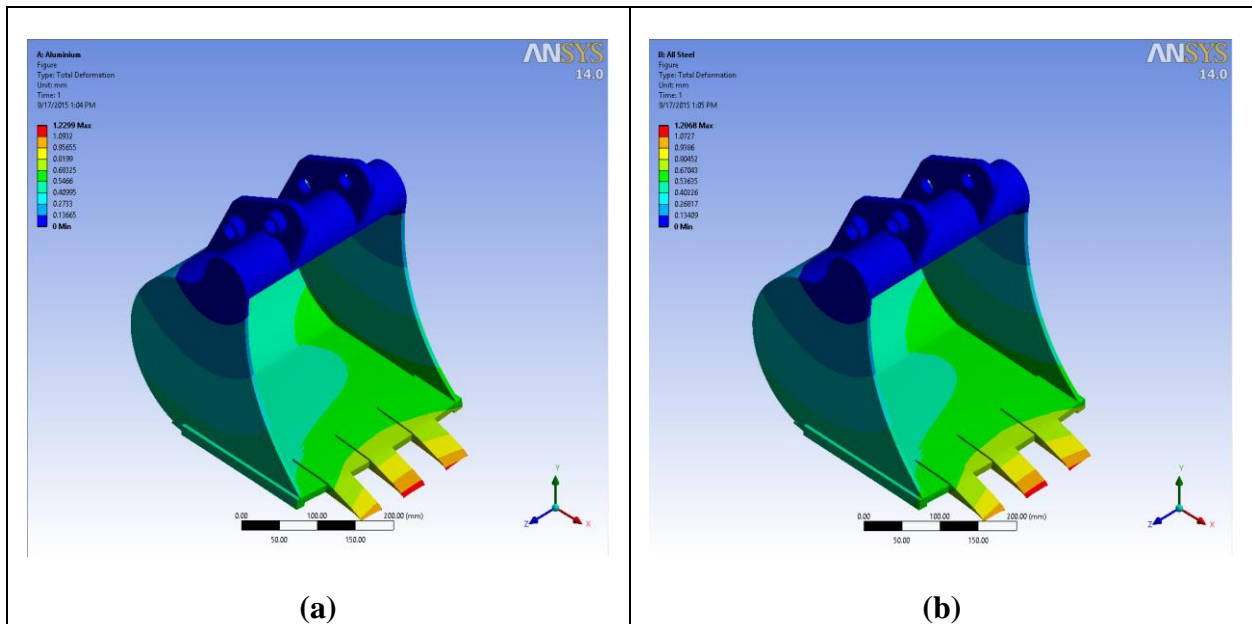 A: Aluminium
Figure
Type: Total Deformation
Unit: mm
Time: 1
9/17/2015 1:04 PM
1.2299 Max
1.0932
0.95655
0.8199
0.68325
0.5466
0.40995
0.2733
0.13665
0 Min
ANSYS
14.0
Y
Z
X
0.00
100.00
200.00 (mm)
50.00
150.00
(a)
B: All Steel
Figure
Type: Total Deformation
Unit: mm
Time: 1
9/17/2015 1:05 PM
1.2068 Max
1.0727
0.9386
0.80452
0.67043
0.53635
0.40226
0.26817
0.13409
0 Min
ANSYS
14.0
Y
Z
X
0.00
100.00
200.00 (mm)
50.00
150.00
(b)